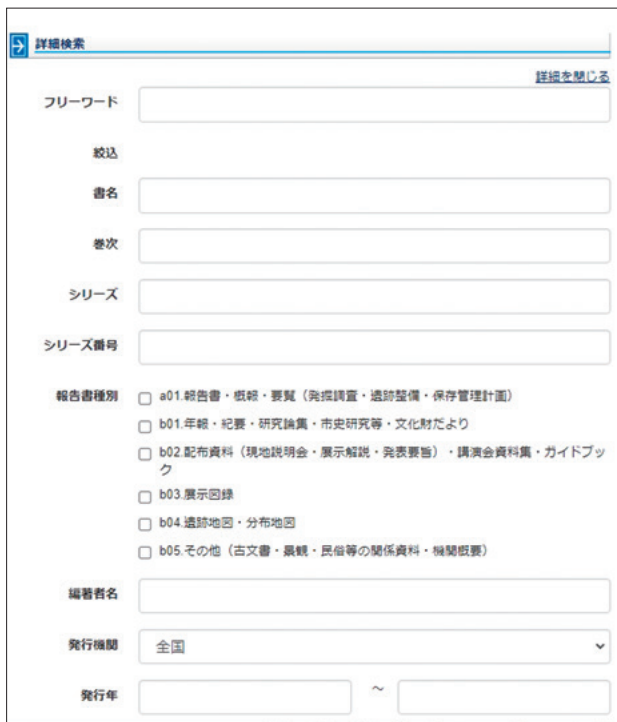 詳細検索
詳細を閉じる
フリーワード
絞込
書名
巻次
シリーズ
シリーズ番号
報告書種別
a01.報告書・概報・要覧（発掘調査・遺跡整備・保存管理計画）
b01.年報・紀要・研究論集・市史研究等・文化財だより
b02.配布資料（現地説明会・展示解説・発表要旨）・講演会資料集・ガイドブッ
ク
b03.展示図録
b04.遺跡地図・分布地図
b05.その他（古文書・景観・民俗等の関係資料・機関概要）
編著者名
発行機関 全国
発行年 ～